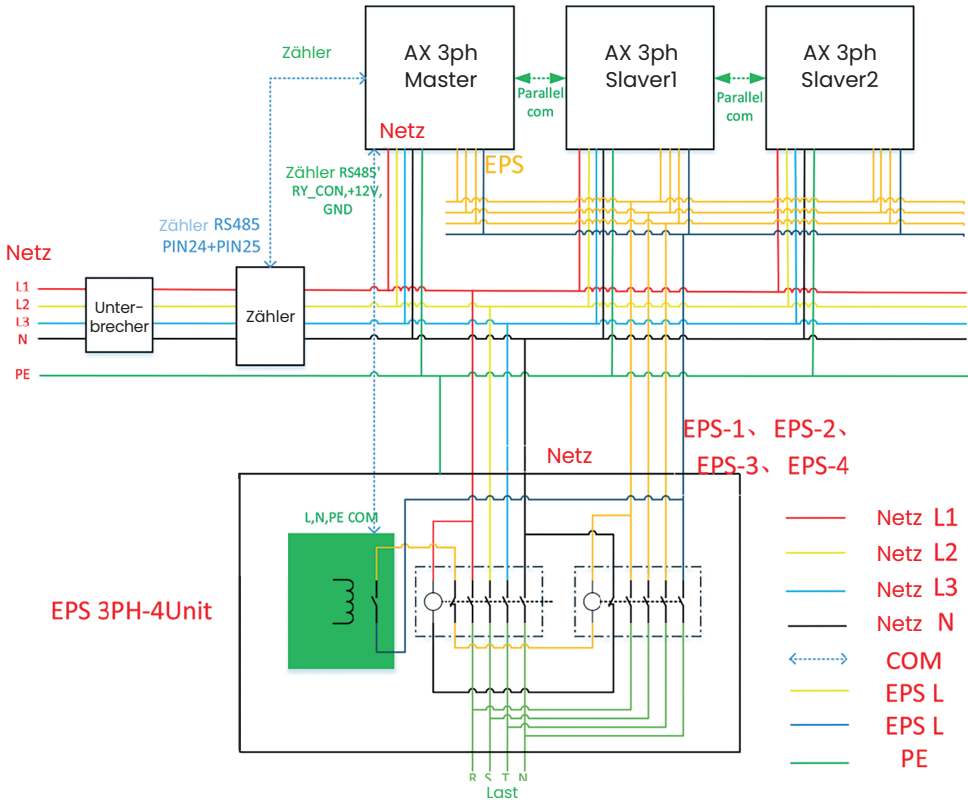 Zähler
AX 3ph
Master
AX 3ph
Slaver1
AX 3ph
Slaver2
Parallel
com
Parallel
com
Netz
EPS
Zähler RS485'
RY_CON,+12V,
GND
Zähler RS485
PIN24+PIN25
Netz
L1
L2
L3
N
PE
Unter-
brecher
Zähler
EPS-1、 EPS-2、
EPS-3、 EPS-4
Netz
L,N,PE COM
EPS 3PH-4Unit
Netz L1
Netz L2
Netz L3
Netz N
COM
EPS L
EPS L
PE
R S T N
Last